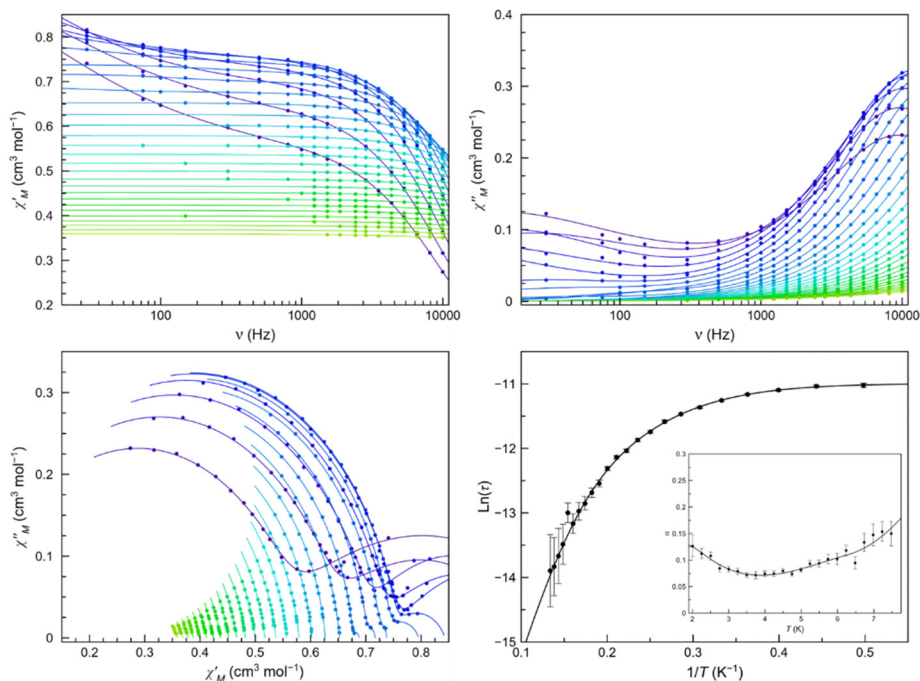 χ′M (cm³ mol⁻¹)
0.8
0.7
0.6
0.5
0.4
0.3
0.2
100 1000 10000
ν (Hz)
χ″M (cm³ mol⁻¹)
0.4
0.3
0.2
0.1
0
100 1000 10000
ν (Hz)
χ″M (cm³ mol⁻¹)
0.3
0.2
0.1
0
0.2 0.3 0.4 0.5 0.6 0.7 0.8
χ′M (cm³ mol⁻¹)
Ln(τ)
−11
−12
−13
−14
−15
0.1 0.2 0.3 0.4 0.5
1/T (K⁻¹)
0.3
0.25
0.2
0.15
0.1
0.05
0
2 3 4 5 6 7
T (K)